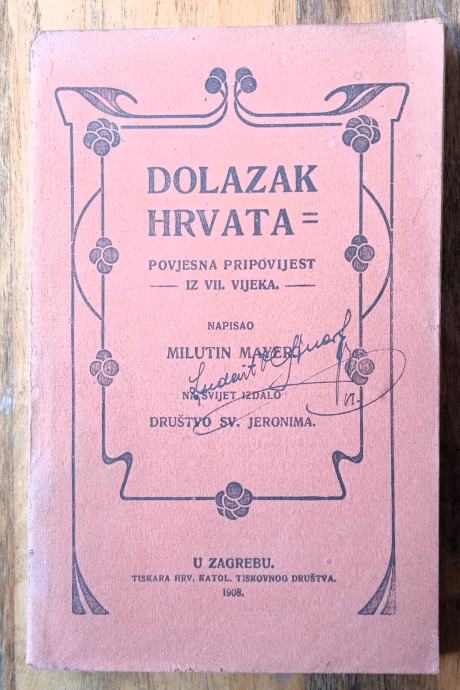 DOLAZAK
HRVATA =
POVJESNA PRIPOVIJEST
— IZ VII. VIJEKA. —
NAPISAO
MILUTIN MAYER.
NA SVIJET IZDALO
DRUŠTVO SV. JERONIMA.
U ZAGREBU.
TISKARA HRV. KATOL. TISKOVNOG DRUŠTVA.
1908.